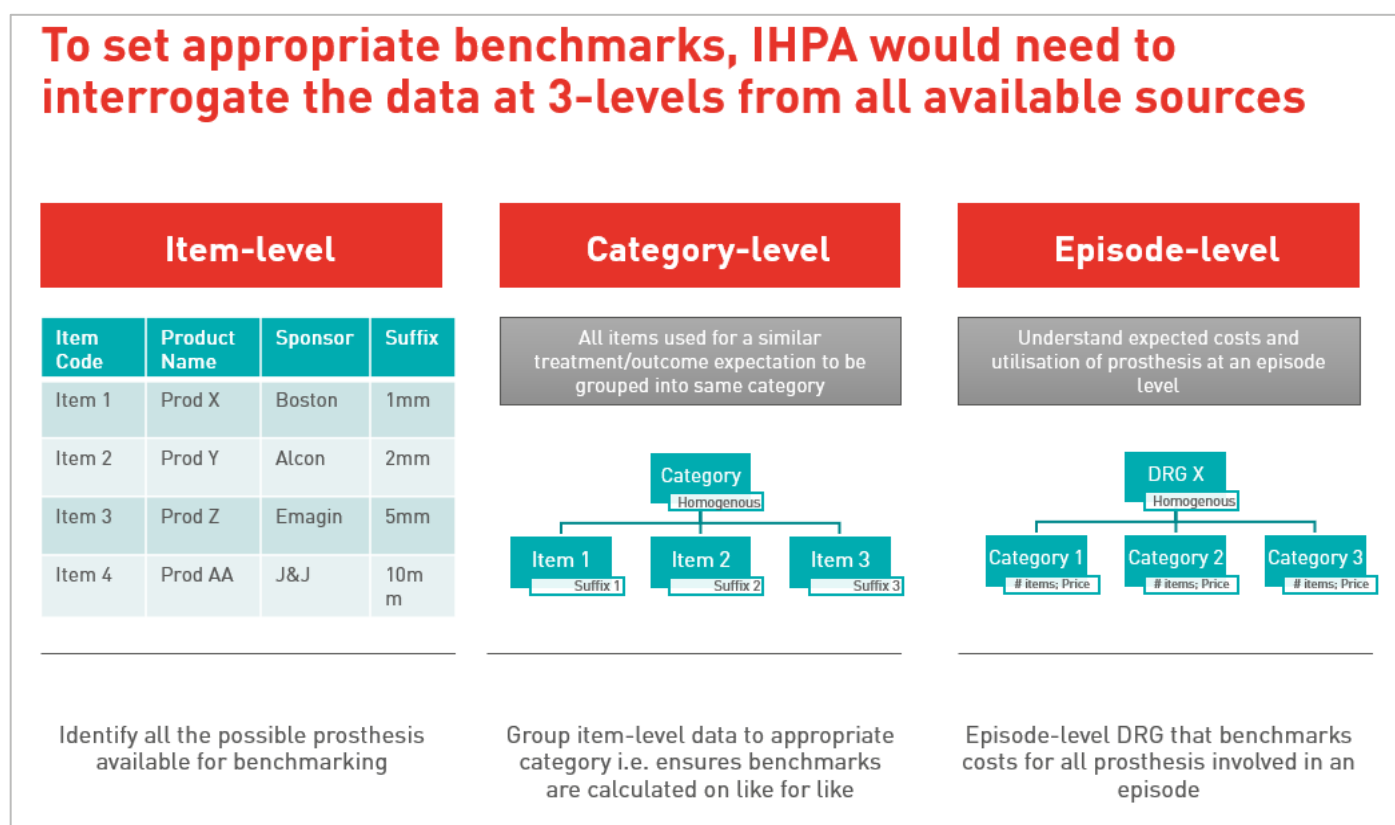 To set appropriate benchmarks, IHPA would need to
interrogate the data at 3-levels from all available sources
Item-level
Item
Code
Product
Name
Sponsor
Suffix
Item 1
Prod X
Boston
1mm
Item 2
Prod Y
Alcon
2mm
Item 3
Prod Z
Emagin
5mm
Item 4
Prod AA
J&J
10m
m
Identify all the possible prosthesis
available for benchmarking
Category-level
All items used for a similar
treatment/outcome expectation to be
grouped into same category
Category
Homogenous
Item 1
Suffix 1
Item 2
Suffix 2
Item 3
Suffix 3
Group item-level data to appropriate
category i.e. ensures benchmarks
are calculated on like for like
Episode-level
Understand expected costs and
utilisation of prosthesis at an episode
level
DRG X
Homogenous
Category 1
# items; Price
Category 2
# items; Price
Category 3
# items; Price
Episode-level DRG that benchmarks
costs for all prosthesis involved in an
episode